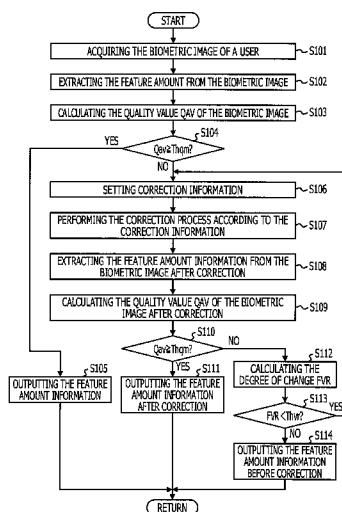 START
ACQUIRING THE BIOMETRIC IMAGE OF A USER
S101
EXTRACTING THE FEATURE AMOUNT FROM THE BIOMETRIC IMAGE
S102
CALCULATING THE QUALITY VALUE QAV OF THE BIOMETRIC IMAGE
S103
S104
YES
Qav≧Thqm?
NO
SETTING CORRECTION INFORMATION
S106
PERFORMING THE CORRECTION PROCESS ACCORDING TO THE
CORRECTION INFORMATION
S107
EXTRACTING THE FEATURE AMOUNT INFORMATION FROM THE
BIOMETRIC IMAGE AFTER CORRECTION
S108
CALCULATING THE QUALITY VALUE QAV OF THE BIOMETRIC
IMAGE AFTER CORRECTION
S109
S110
Qav≧Thqm?
NO
YES
S105
OUTPUTTING THE FEATURE
AMOUNT INFORMATION
S111
OUTPUTTING THE FEATURE
AMOUNT INFORMATION
AFTER CORRECTION
S112
CALCULATING THE
DEGREE OF CHANGE FVR
S113
FVR<Thvr?
YES
NO
S114
OUTPUTTING THE FEATURE
AMOUNT INFORMATION
BEFORE CORRECTION
RETURN